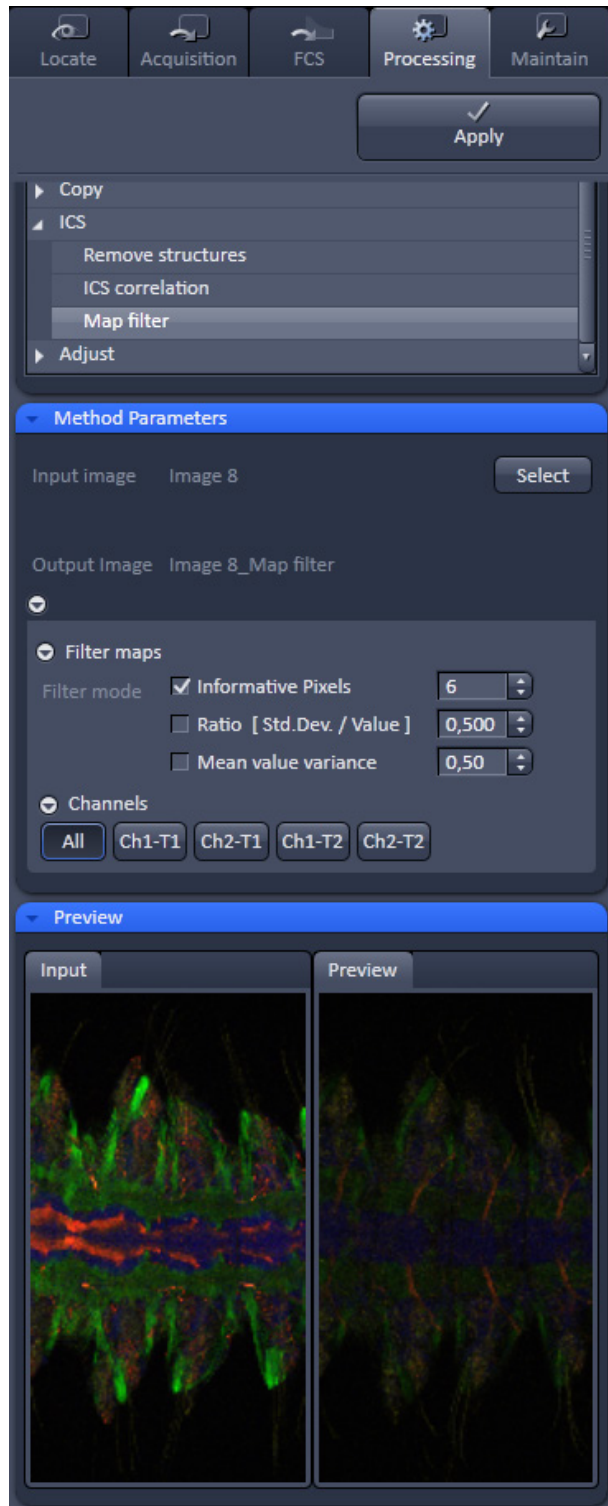 Locate Acquisition FCS Processing Maintain
Apply
Copy
ICS
Remove structures
ICS correlation
Map filter
Adjust
Method Parameters
Input image Image 8 Select
Output Image Image 8_Map filter
Filter maps
Filter mode Informative Pixels 6
Ratio [ Std.Dev. / Value ] 0,500
Mean value variance 0,50
Channels
All Ch1-T1 Ch2-T1 Ch1-T2 Ch2-T2
Preview
Input Preview